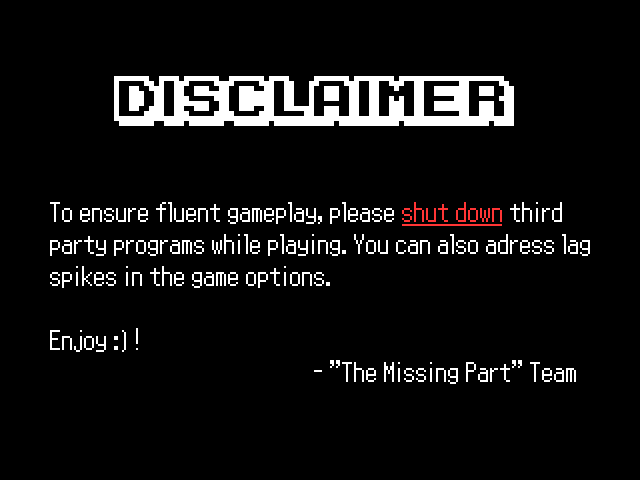 DISCLAIMER
To ensure fluent gameplay, please shut down third
party programs while playing. You can also adress lag
spikes in the game options.
Enjoy :) !
- "The Missing Part" Team